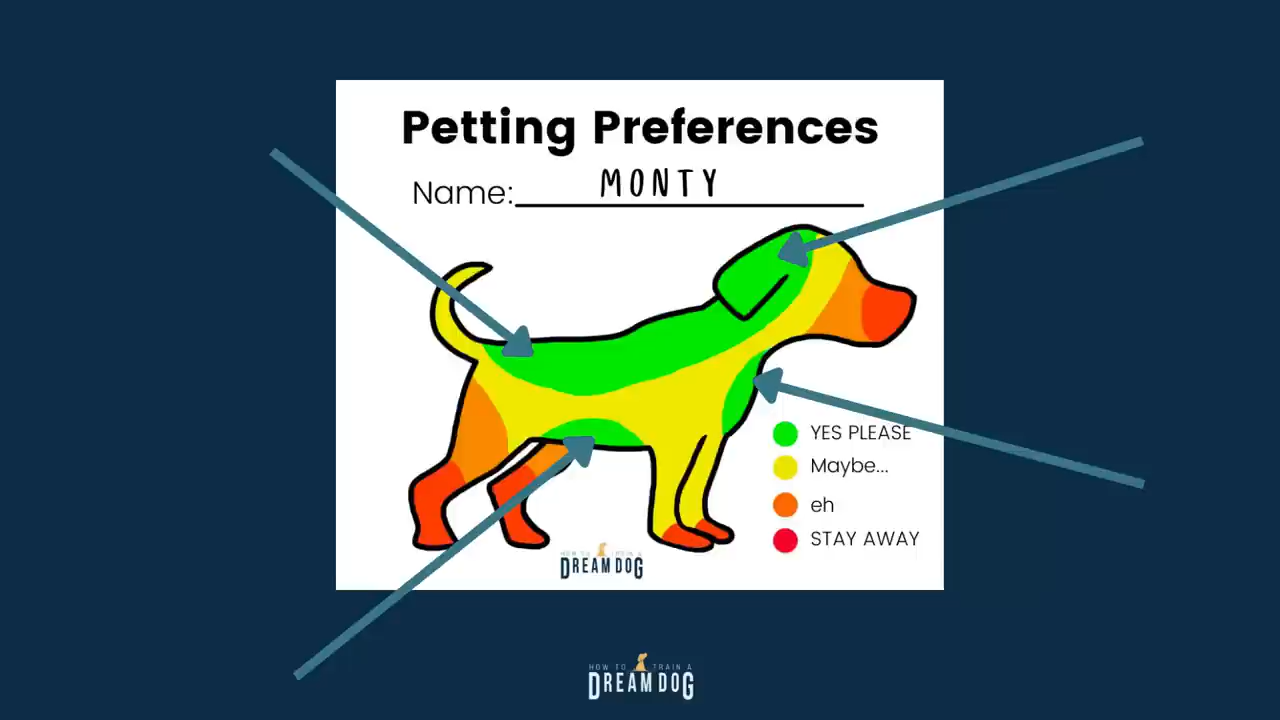 Petting Preferences
Name: MONTY
YES PLEASE
Maybe...
eh
STAY AWAY
HOW TO TRAIN A
DREAM DOG
HOW TO TRAIN A
DREAM DOG